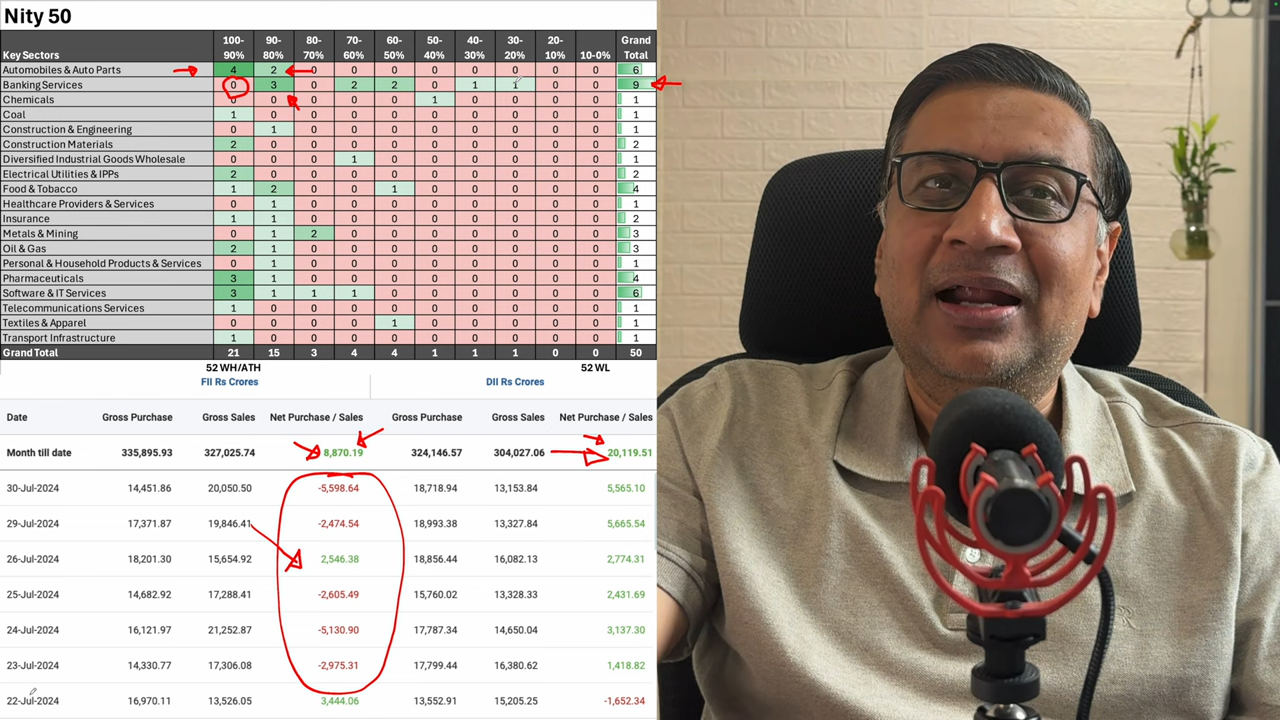 Nity 50
Key Sectors 100-90% 90-80% 80-70% 70-60% 60-50% 50-40% 40-30% 30-20% 20-10% 10-0% Grand Total
Automobiles & Auto Parts 4 2 0 0 0 0 0 0 0 0 6
Banking Services 0 3 0 2 2 0 1 1 0 0 9
Chemicals 0 0 0 0 0 1 0 0 0 0 1
Coal 1 0 0 0 0 0 0 0 0 0 1
Construction & Engineering 0 1 0 0 0 0 0 0 0 0 1
Construction Materials 2 0 0 0 0 0 0 0 0 0 2
Diversified Industrial Goods Wholesale 0 0 0 1 0 0 0 0 0 0 1
Electrical Utilities & IPPs 2 0 0 0 0 0 0 0 0 0 2
Food & Tobacco 1 2 0 0 1 0 0 0 0 0 4
Healthcare Providers & Services 0 1 0 0 0 0 0 0 0 0 1
Insurance 1 1 0 0 0 0 0 0 0 0 2
Metals & Mining 0 1 2 0 0 0 0 0 0 0 3
Oil & Gas 2 1 0 0 0 0 0 0 0 0 3
Personal & Household Products & Services 0 1 0 0 0 0 0 0 0 0 1
Pharmaceuticals 3 1 0 0 0 0 0 0 0 0 4
Software & IT Services 3 1 1 1 0 0 0 0 0 0 6
Telecommunications Services 1 0 0 0 0 0 0 0 0 0 1
Textiles & Apparel 0 0 0 0 1 0 0 0 0 0 1
Transport Infrastructure 1 0 0 0 0 0 0 0 0 0 1
Grand Total 21 15 3 4 4 1 1 1 0 0 50
52 WH/ATH 52 WL
FII Rs Crores DII Rs Crores
Date Gross Purchase Gross Sales Net Purchase / Sales Gross Purchase Gross Sales Net Purchase / Sales
Month till date 335,895.93 327,025.74 8,870.19 324,146.57 304,027.06 20,119.51
30-Jul-2024 14,451.86 20,050.50 -5,598.64 18,718.94 13,153.84 5,565.10
29-Jul-2024 17,371.87 19,846.41 -2,474.54 18,993.38 13,327.84 5,665.54
26-Jul-2024 18,201.30 15,654.92 2,546.38 18,856.44 16,082.13 2,774.31
25-Jul-2024 14,682.92 17,288.41 -2,605.49 15,760.02 13,328.33 2,431.69
24-Jul-2024 16,121.97 21,252.87 -5,130.90 17,787.34 14,650.04 3,137.30
23-Jul-2024 14,330.77 17,306.08 -2,975.31 17,799.44 16,380.62 1,418.82
22-Jul-2024 16,970.11 13,526.05 3,444.06 13,552.91 15,205.25 -1,652.34